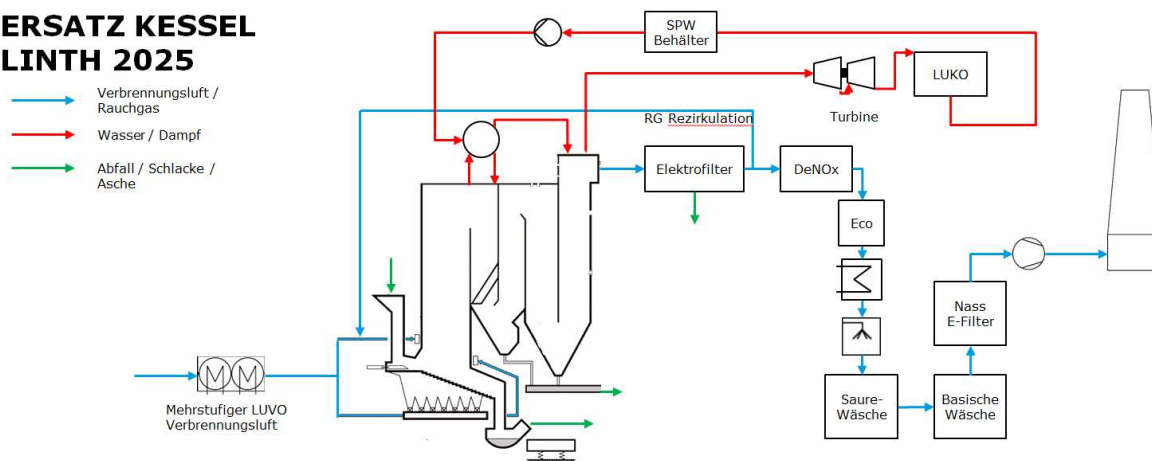 ERSATZ KESSEL
LINTH 2025
Verbrennungsluft /
Rauchgas
Wasser / Dampf
Abfall / Schlacke /
Asche
SPW
Behälter
LUKO
Turbine
RG Rezirkulation
Elektrofilter
DeNOx
Eco
Nass
E-Filter
M M
Mehrstufiger LUVO
Verbrennungsluft
Saure-
Wäsche
Basische
Wäsche